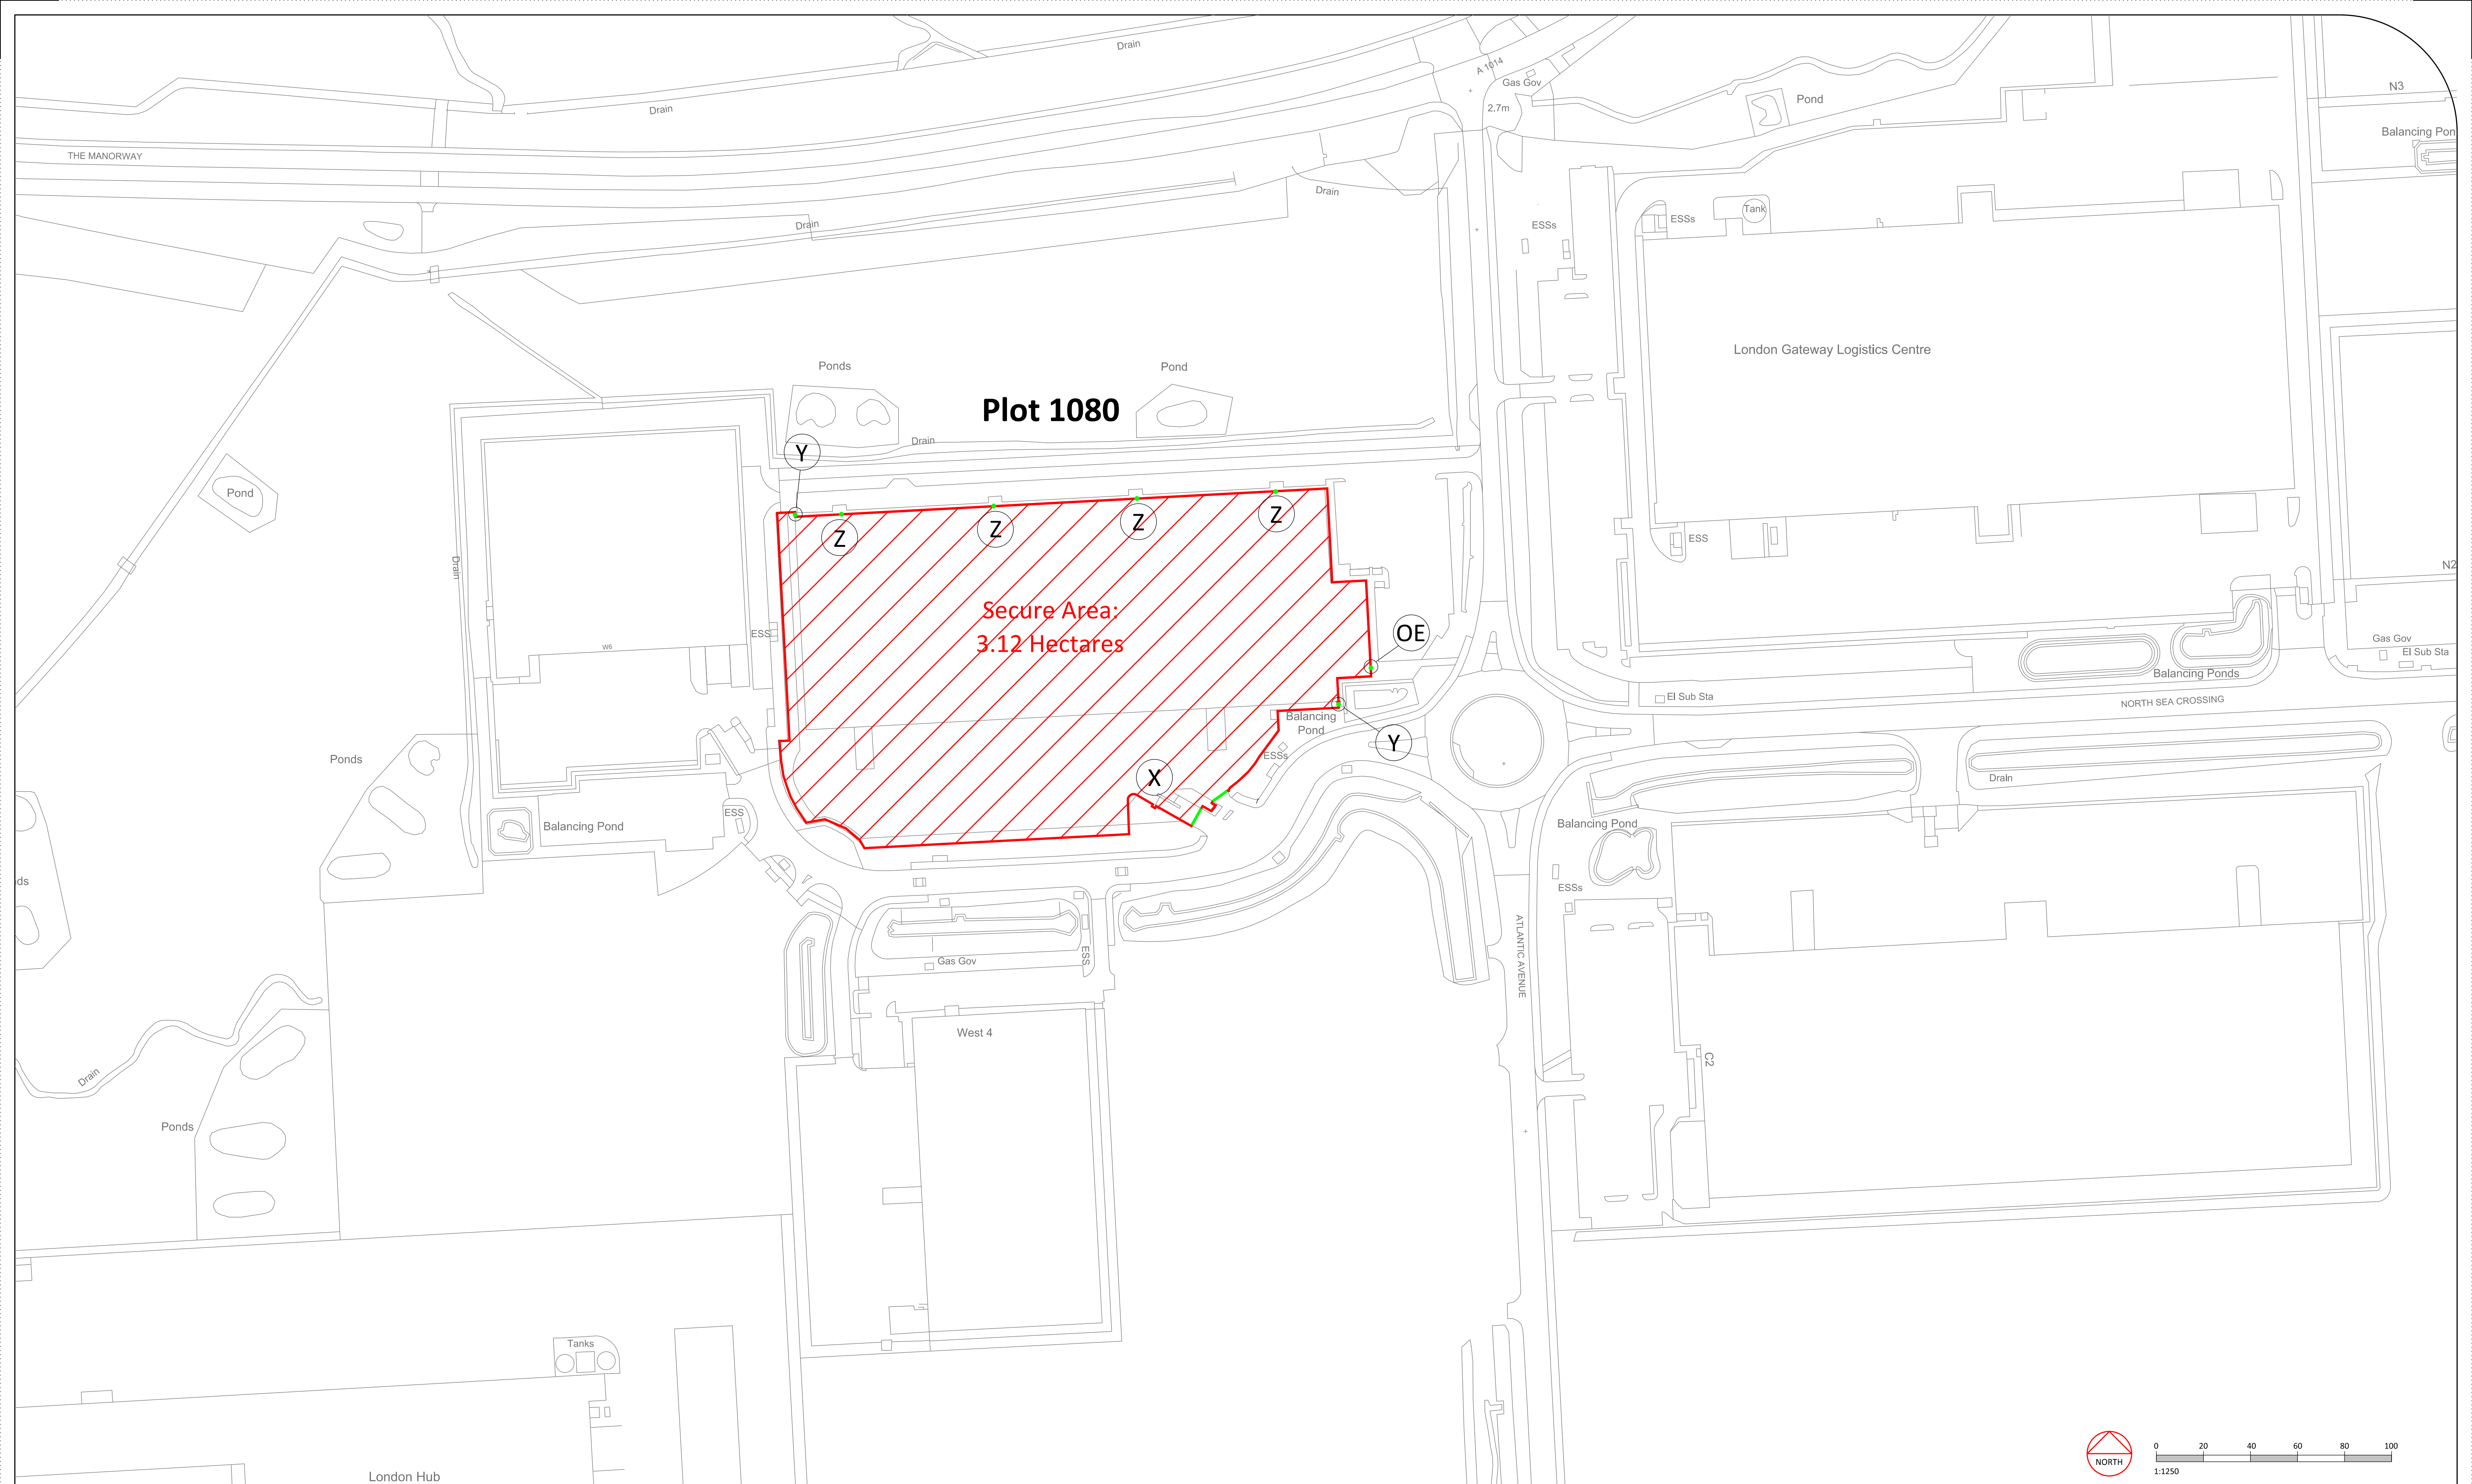 Drain
A 1014
Gas Gov
N3
Drain
2.7m
Pond
Balancing Pon
THE MANORWAY
Drain
Drain
ESSs
Tank
ESSs
London Gateway Logistics Centre
Ponds
Pond
Plot 1080
Drain
Y
Pond
Z
Z
Z
Z
ESS
Drain
N2
Secure Area:
3.12 Hectares
ESS
OE
W6
Gas Gov
El Sub Sta
Balancing Ponds
El Sub Sta
NORTH SEA CROSSING
Balancing
Pond
Y
Ponds
ESSs
X
Drain
ESS
Balancing Pond
Balancing Pond
ds
ESSs
ATLANTIC AVENUE
Gas Gov
ESS
West 4
C2
Drain
Ponds
Tanks
London Hub
NORTH
0 20 40 60 80 100
1:1250